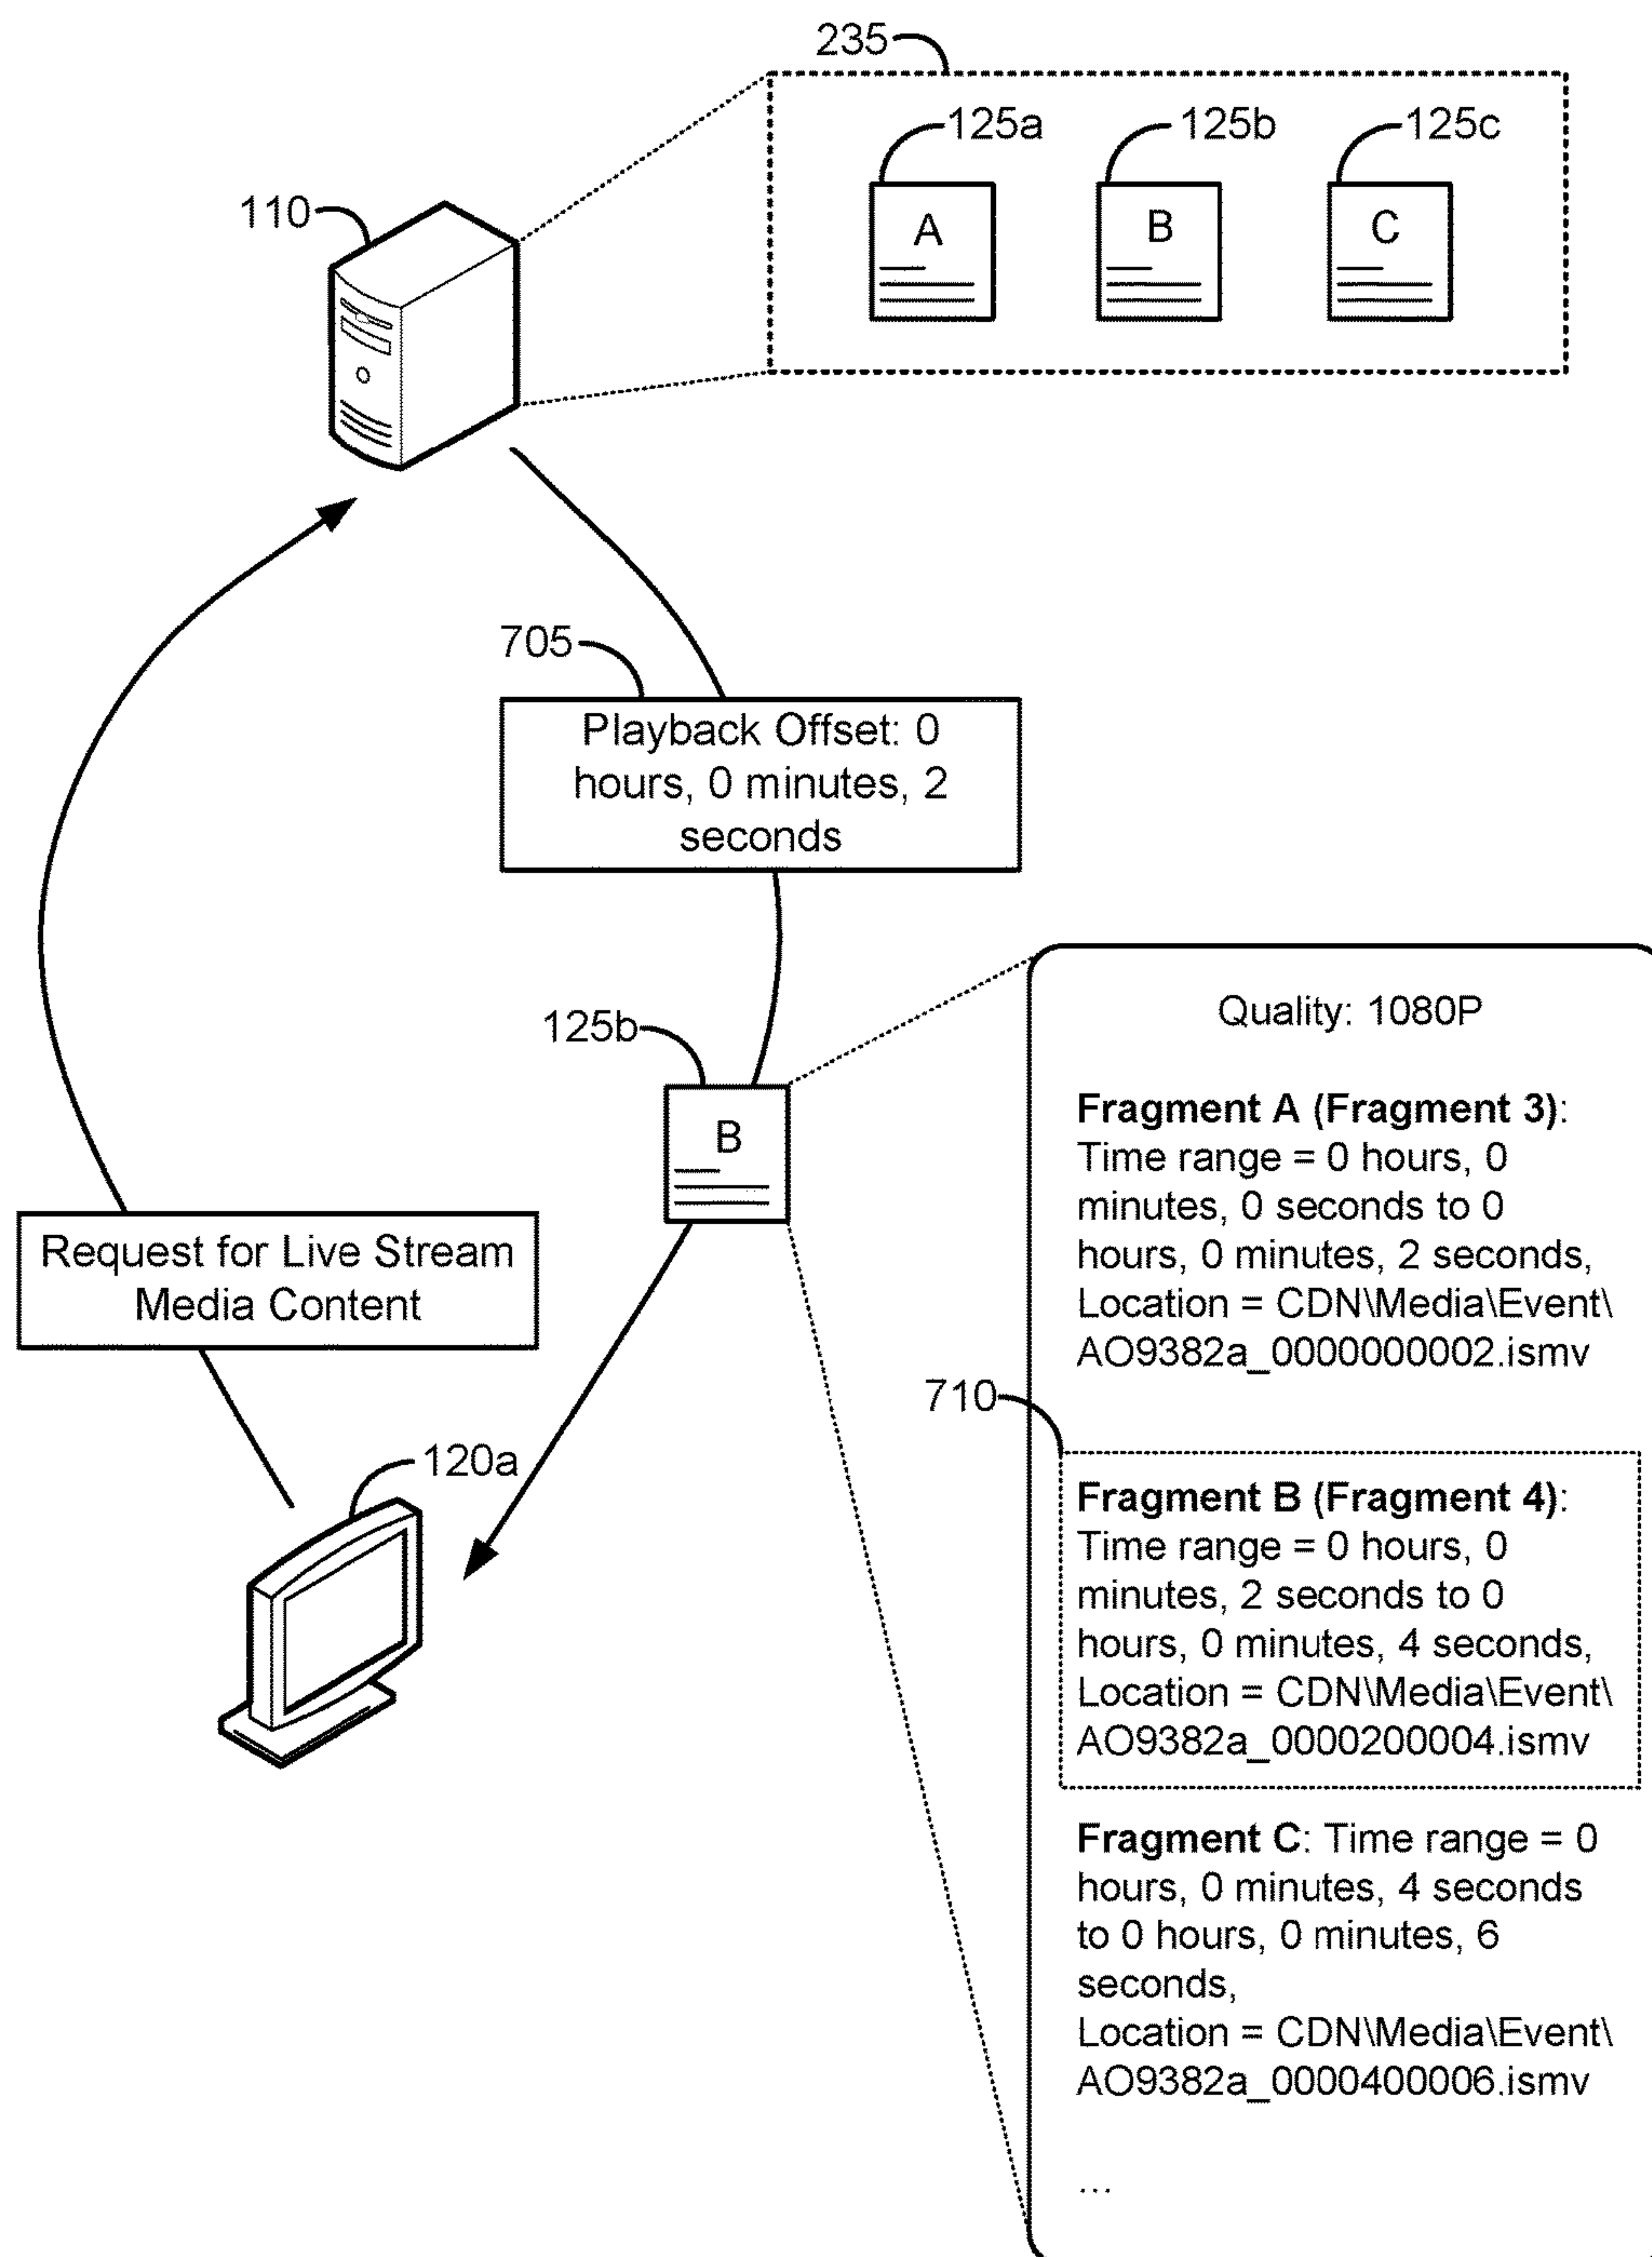 235
125a
125b
125c
A
B
C
110
705
Playback Offset: 0
hours, 0 minutes, 2
seconds
125b
B
Request for Live Stream
Media Content
120a
Quality: 1080P
Fragment A (Fragment 3):
Time range = 0 hours, 0
minutes, 0 seconds to 0
hours, 0 minutes, 2 seconds,
Location = CDN\Media\Event\
AO9382a_0000000002.ismv
710
Fragment B (Fragment 4):
Time range = 0 hours, 0
minutes, 2 seconds to 0
hours, 0 minutes, 4 seconds,
Location = CDN\Media\Event\
AO9382a_0000200004.ismv
Fragment C: Time range = 0
hours, 0 minutes, 4 seconds
to 0 hours, 0 minutes, 6
seconds,
Location = CDN\Media\Event\
AO9382a_0000400006.ismv
...